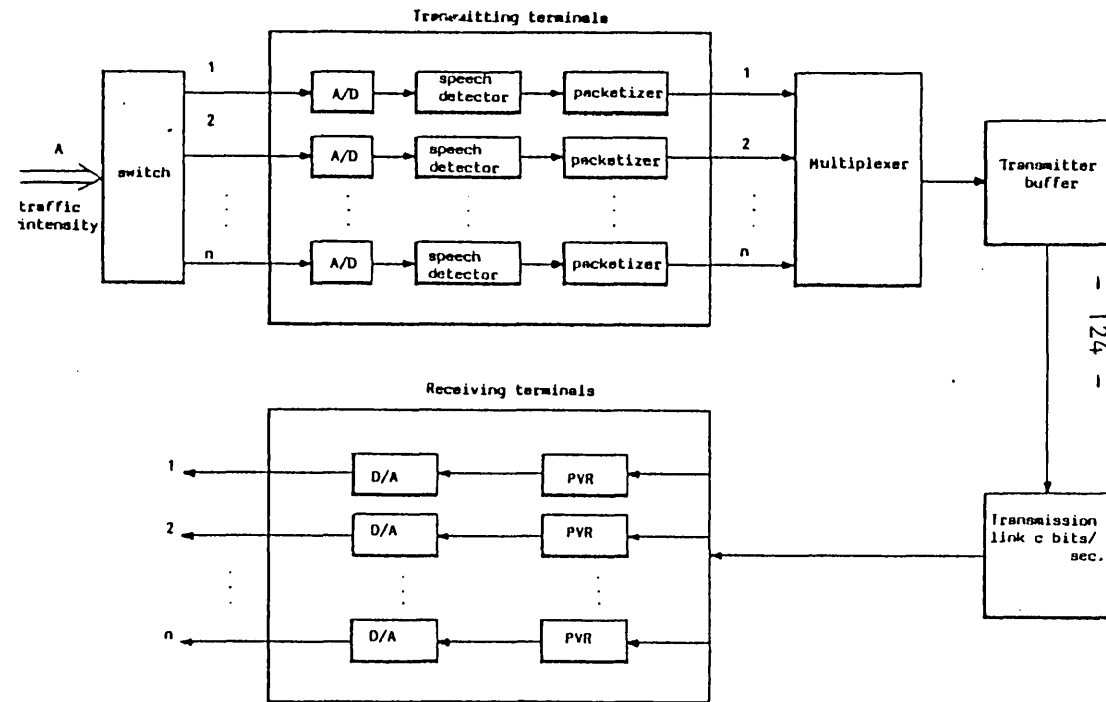 Transmitting terminals
1
A/D
speech
detector
packetizer
1
2
A/D
speech
detector
packetizer
2
A
switch
traffic
intensity
Multiplexer
Transmitter
buffer
n
A/D
speech
detector
packetizer
n
- 124 -
Receiving terminals
1
D/A
PVR
2
D/A
PVR
Transmission
link c bits/
sec.
n
D/A
PVR